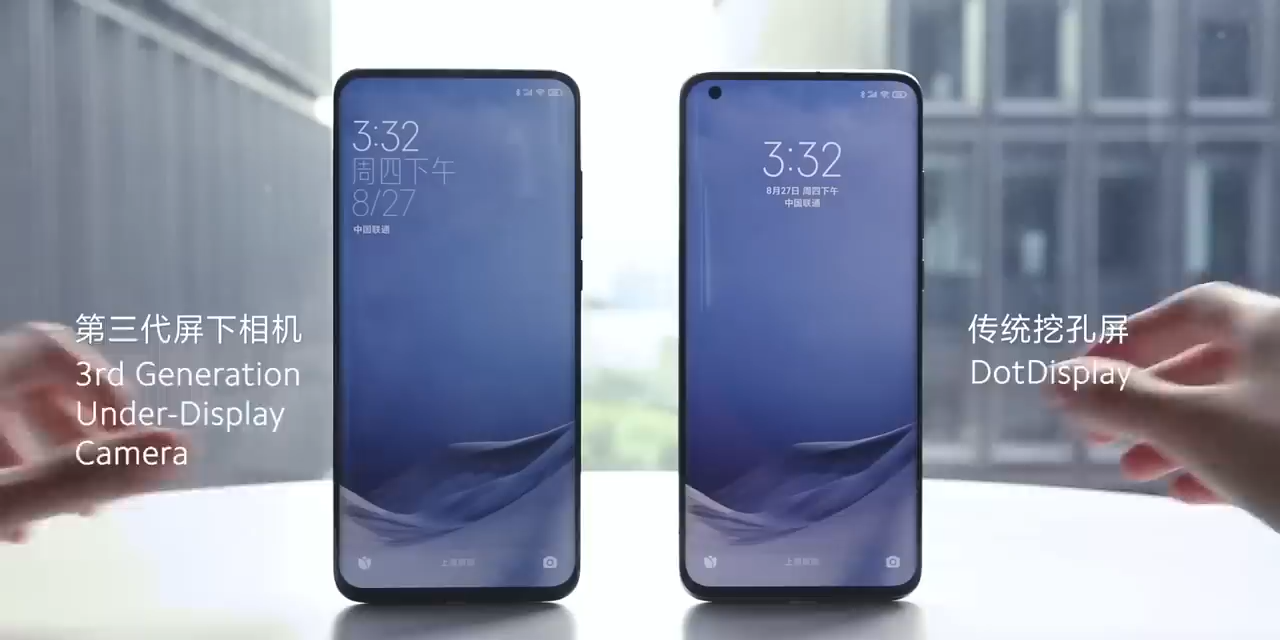 3:32
周四下午
8/27
中国联通
3:32
8月27日 周四下午
中国联通
第三代屏下相机
3rd Generation
Under-Display
Camera
传统挖孔屏
DotDisplay